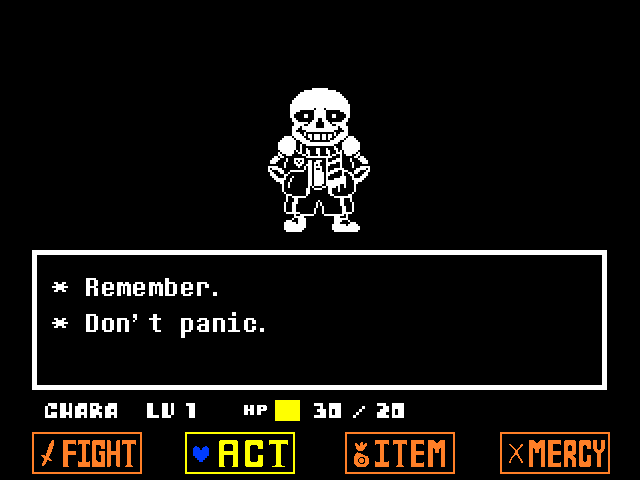 * Remember.
* Don't panic.
CHARA LV 1 HP 30 / 20
FIGHT ACT ITEM MERCY